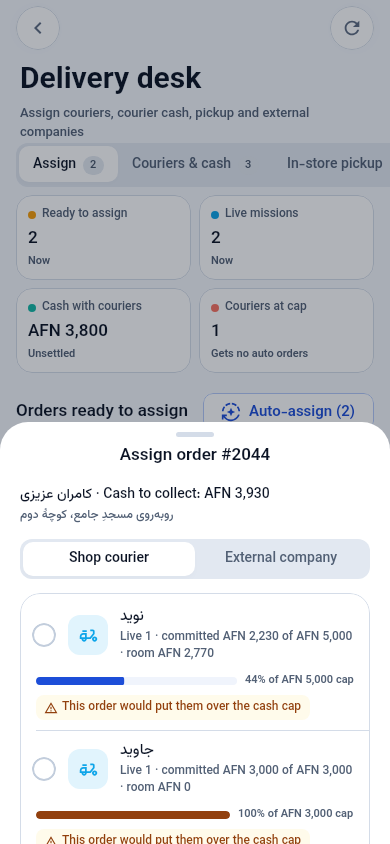 Delivery desk
Assign couriers, courier cash, pickup and external
companies
Assign 2
Couriers & cash 3
In-store pickup
Ready to assign
2
Now
Live missions
2
Now
Cash with couriers
AFN 3,800
Unsettled
Couriers at cap
1
Gets no auto orders
Orders ready to assign
Auto-assign (2)
Assign order #2044
کامران عزیزی · Cash to collect: AFN 3,930
روبه‌روی مسجدِ جامع، کوچهٔ دوم
Shop courier
External company
نوید
Live 1 · committed AFN 2,230 of AFN 5,000
· room AFN 2,770
44% of AFN 5,000 cap
This order would put them over the cash cap
جاوید
Live 1 · committed AFN 3,000 of AFN 3,000
· room AFN 0
100% of AFN 3,000 cap
This order would put them over the cash cap